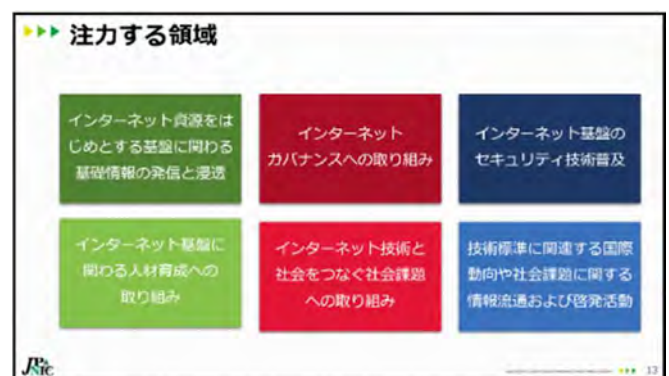 注力する領域
インターネット資源をは
じめとする基盤に関わる
基礎情報の発信と浸透
インターネット
ガバナンスへの取り組み
インターネット基盤の
セキュリティ技術普及
インターネット基盤に
関わる人材育成への
取り組み
インターネット技術と
社会をつなぐ社会課題
への取り組み
技術標準に関連する国際
動向や社会課題に関する
情報流通および啓発活動
JPNIC
13